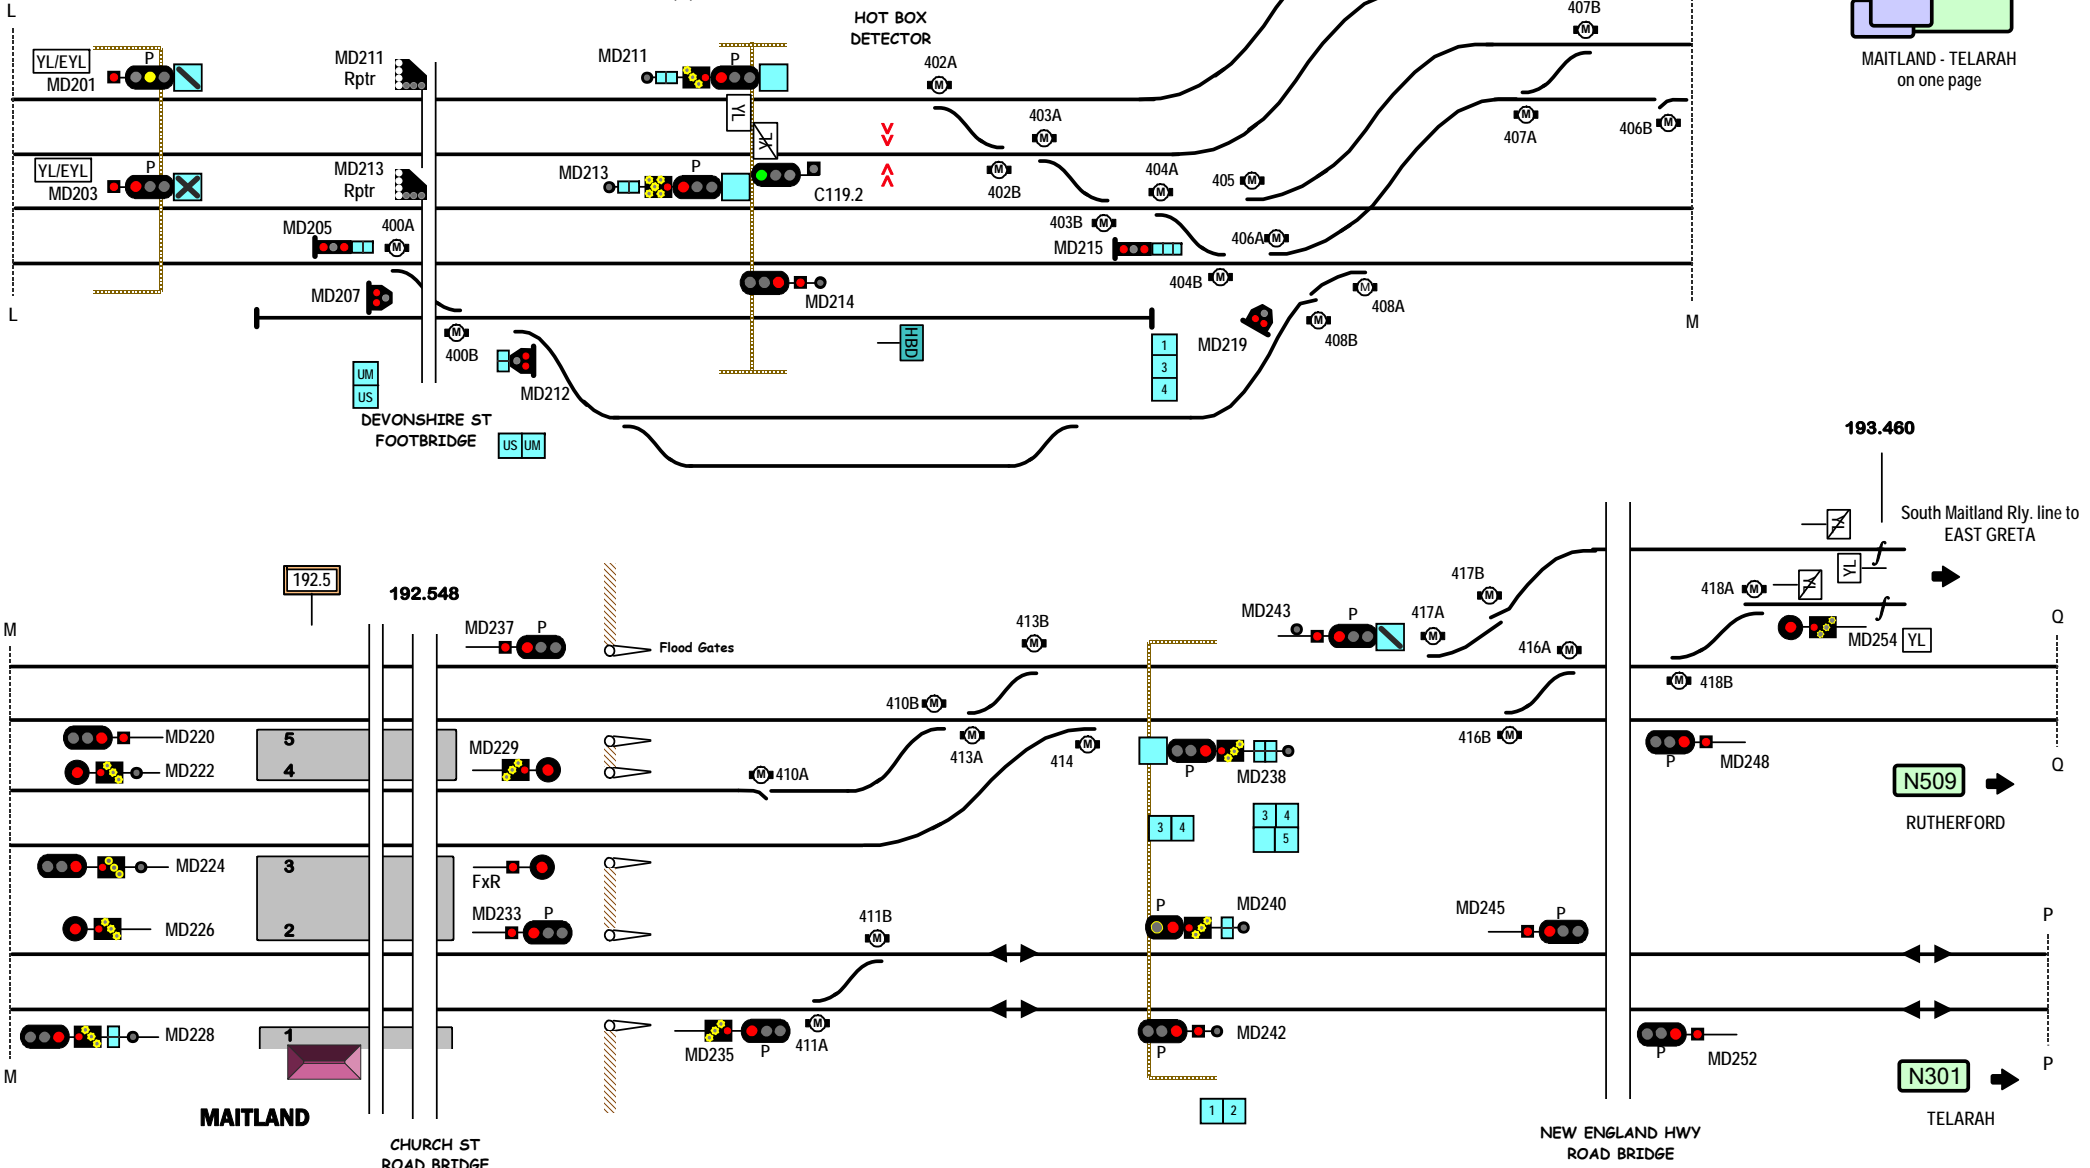 L
HOT BOX
DETECTOR
407B
MAITLAND - TELARAH
on one page
YL/EYL
MD201
P
MD211
Rptr
MD211
P
YL
YL
402A
403A
407A
406B
YL/EYL
MD203
P
MD213
Rptr
MD213
P
C119.2
402B
404A
405
403B
MD205
400A
MD215
406A
404B
MD207
MD214
408A
L
M
400B
HBD
MD219
408B
1
3
4
MD212
UM
US
DEVONSHIRE ST
FOOTBRIDGE
US UM
193.460
South Maitland Rly. line to
EAST GRETA
YL
YL
YL
192.5
192.548
417B
418A
MD254
YL
M
MD237
P
Flood Gates
413B
MD243
P
417A
416A
Q
418B
410B
MD220
5
MD229
413A
414
416B
P
MD248
MD222
4
410A
P
MD238
Q
N509
RUTHERFORD
3 4
3 4
5
MD224
3
FxR
MD226
2
MD233
P
411B
P
MD240
MD245
P
P
MD228
1
MD235
P
411A
P
MD242
P
MD252
M
P
N301
TELARAH
MAITLAND
1 2
CHURCH ST
ROAD BRIDGE
NEW ENGLAND HWY
ROAD BRIDGE